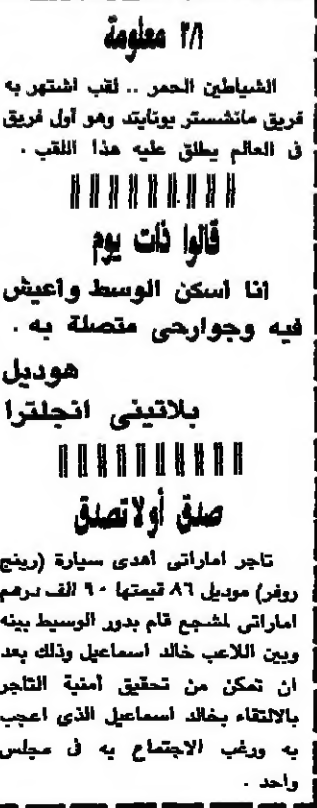 ٢/١ معلومة
الشياطين الحمر .. لقب اشتهر به
فريق مانشستر يونايتد وهو أول فريق
فى العالم يطلق عليه هذا اللقب .
قالوا ذات يوم
انا اسكن الوسط واعيش
فيه وجوارحى متصلة به .
هوديل
بلاتينى انجلترا
صدق أولاتصدق
تاجر اماراتى أهدى سيارة (رينج
روفر) موديل ٨٦ قيمتها ٩٠ الف درهم
اماراتى لمشجع قام بدور الوسيط بينه
وبين اللاعب خالد اسماعيل وذلك بعد
ان تمكن من تحقيق أمنية التاجر
بالالتقاء بخالد اسماعيل الذى اعجب
به ورغب الاجتماع به فى مجلس
واحد .